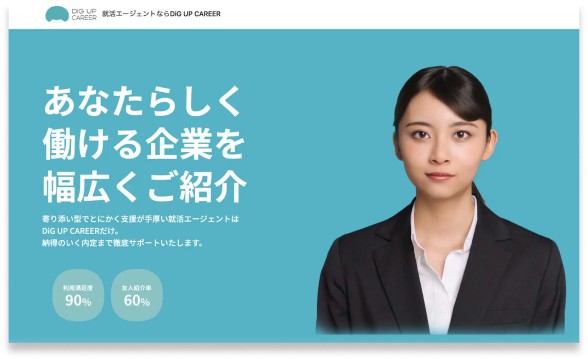 DiG UP
CAREER
就活エージェントならDiG UP CAREER
あなたらしく
働ける企業を
幅広くご紹介
寄り添い型でとにかく支援が手厚い就活エージェントは
DiG UP CAREERだけ。
納得のいく内定まで徹底サポートいたします。
利用満足度
90%
友人紹介率
60%